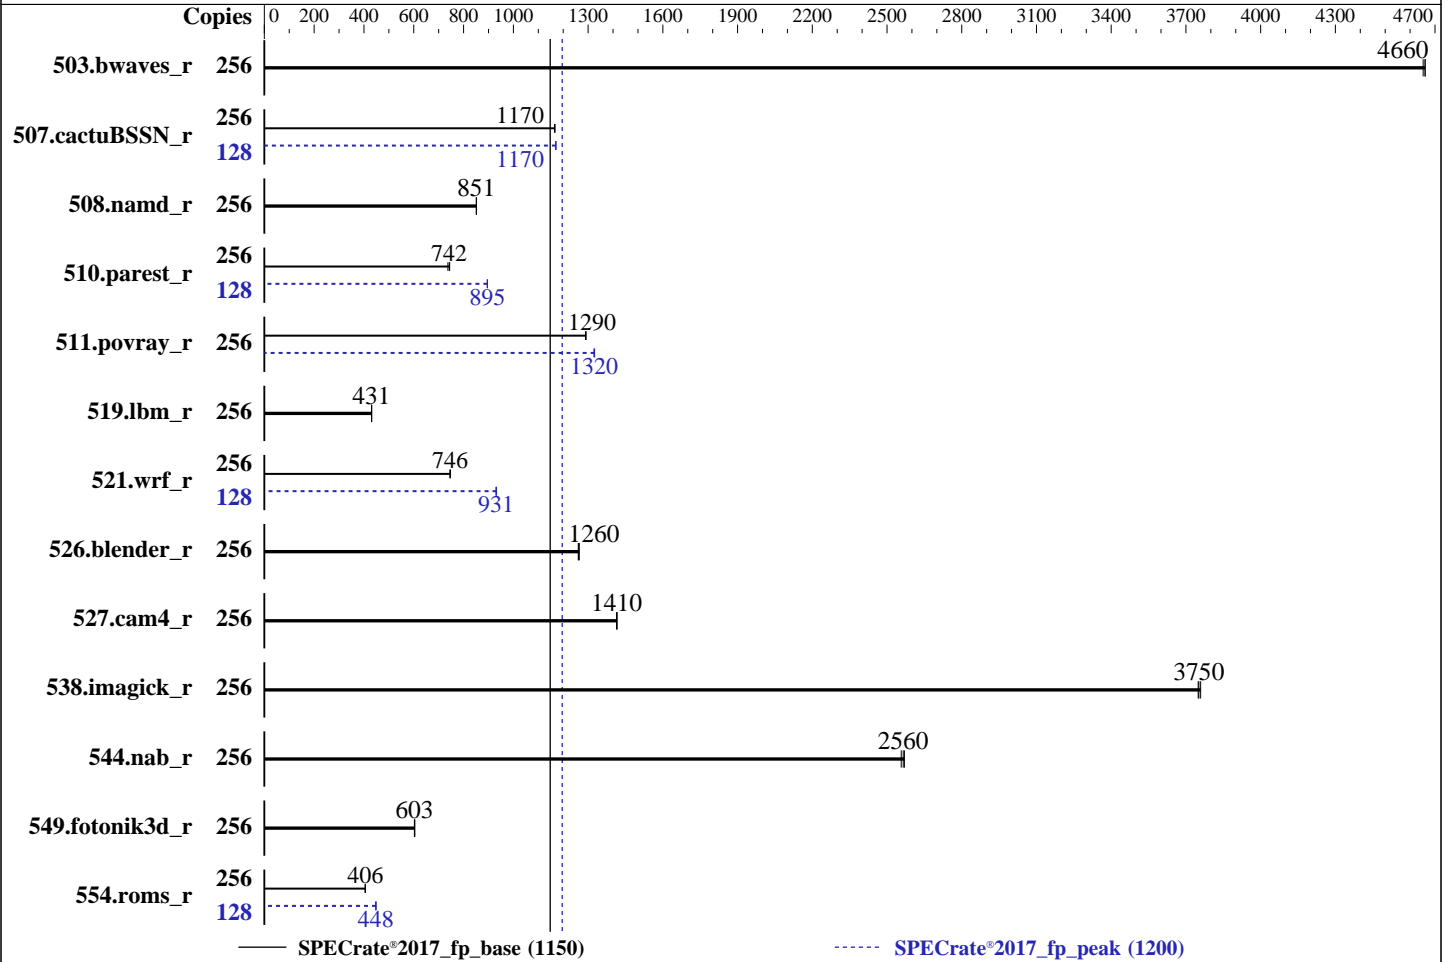 Copies 0 200 400 600 800 1000 1300 1600 1900 2200 2500 2800 3100 3400 3700 4000 4300 4700
503.bwaves_r 256 4660
507.cactuBSSN_r 256 1170
128 1170
508.namd_r 256 851
510.parest_r 256 742
128 895
511.povray_r 256 1290
1320
519.lbm_r 256 431
521.wrf_r 256 746
128 931
526.blender_r 256 1260
527.cam4_r 256 1410
538.imagick_r 256 3750
544.nab_r 256 2560
549.fotonik3d_r 256 603
554.roms_r 256 406
128 448
SPECrate®2017_fp_base (1150) SPECrate®2017_fp_peak (1200)